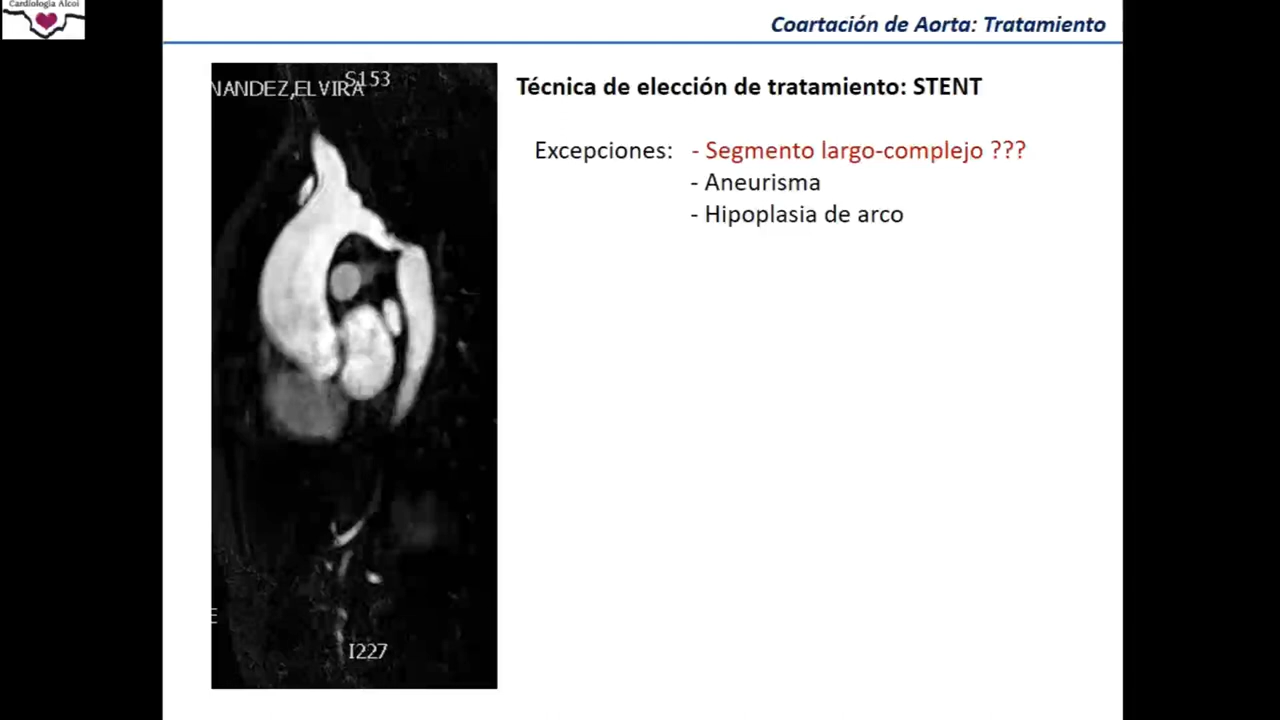 Cardiología Alcoi
Coartación de Aorta: Tratamiento
S153
NANDEZ,ELVIRA
Técnica de elección de tratamiento: STENT
Excepciones: - Segmento largo-complejo ???
- Aneurisma
- Hipoplasia de arco
E
I227